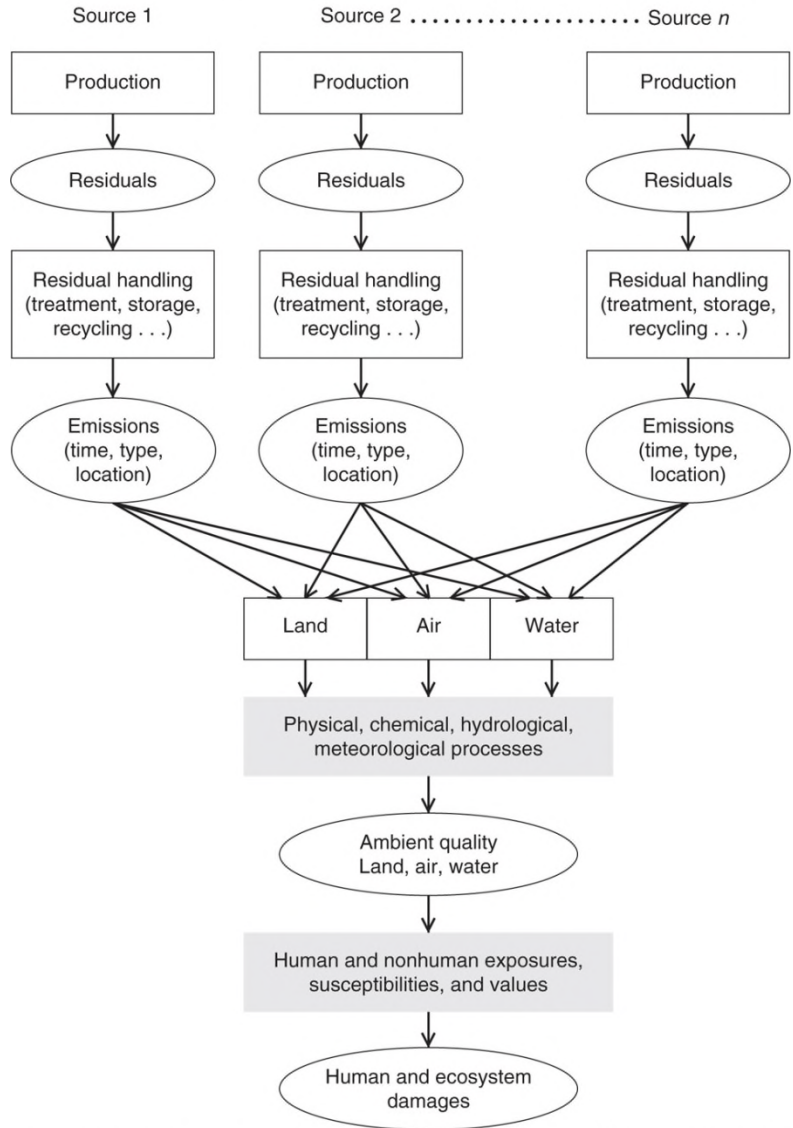 Source 1
Source 2 . . . . . . . . . . . . . . . . . . . . . . Source n
Production
Production
Production
Residuals
Residuals
Residuals
Residual handling
(treatment, storage,
recycling . . .)
Residual handling
(treatment, storage,
recycling . . .)
Residual handling
(treatment, storage,
recycling . . .)
Emissions
(time, type,
location)
Emissions
(time, type,
location)
Emissions
(time, type,
location)
Land
Air
Water
Physical, chemical, hydrological,
meteorological processes
Ambient quality
Land, air, water
Human and nonhuman exposures,
susceptibilities, and values
Human and ecosystem
damages